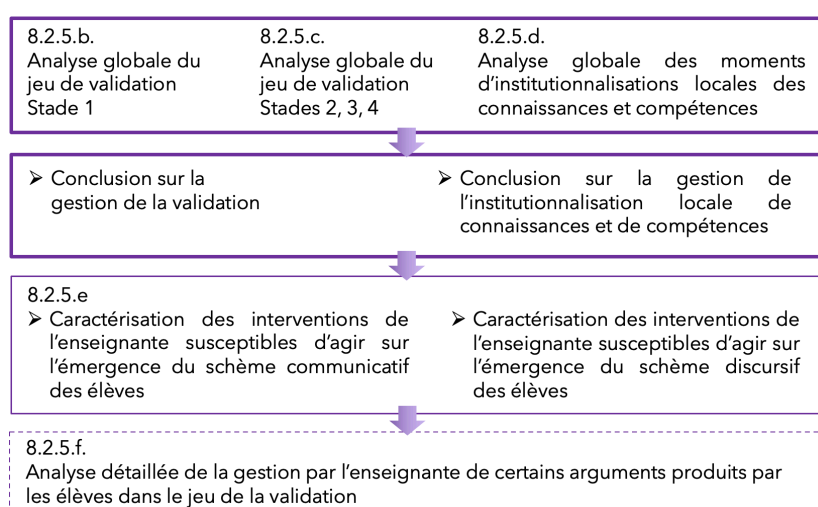 8.2.5.b.
Analyse globale du
jeu de validation
Stade 1
8.2.5.c.
Analyse globale du
jeu de validation
Stades 2, 3, 4
8.2.5.d.
Analyse globale des moments
d’institutionnalisations locales des
connaissances et compétences
➢ Conclusion sur la
gestion de la validation
➢ Conclusion sur la gestion de
l’institutionnalisation locale de
connaissances et de compétences
8.2.5.e
➢ Caractérisation des interventions de
l’enseignante susceptibles d’agir sur
l’émergence du schème communicatif
des élèves
➢ Caractérisation des interventions de
l’enseignante susceptibles d’agir sur
l’émergence du schème discursif
des élèves
8.2.5.f.
Analyse détaillée de la gestion par l’enseignante de certains arguments produits par
les élèves dans le jeu de la validation